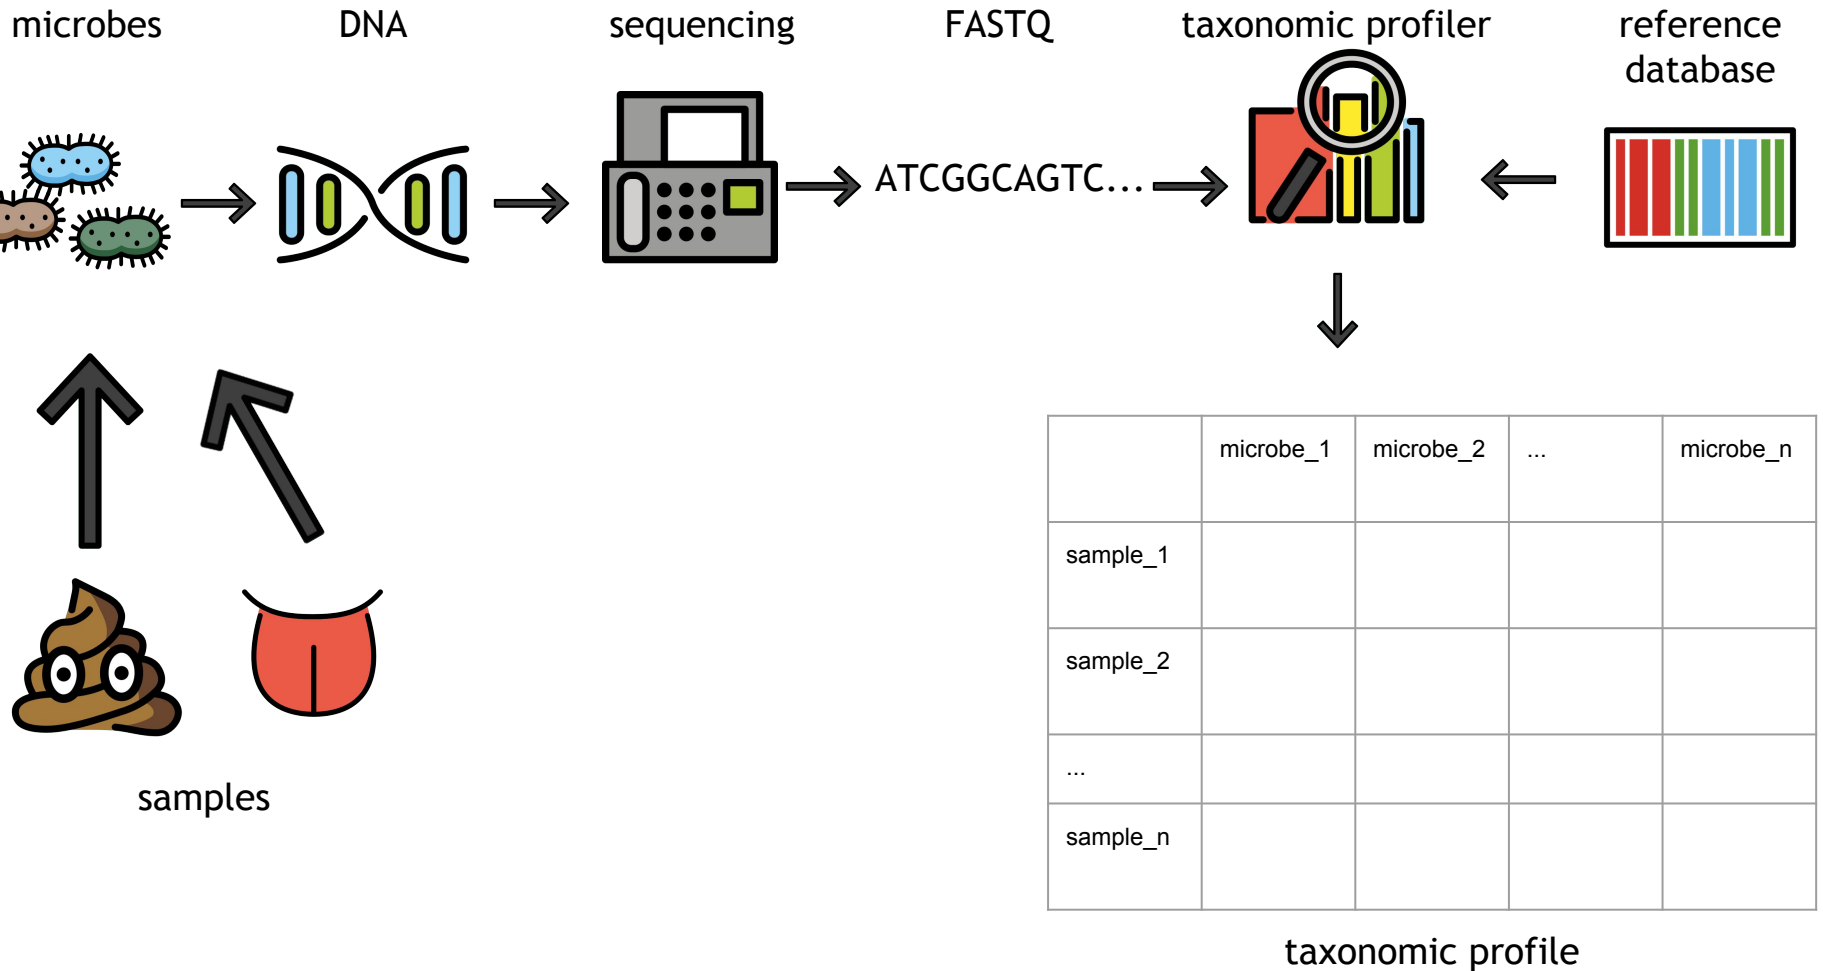 microbes
DNA
sequencing
FASTQ
taxonomic profiler
reference
database
ATCGGCAGTC...
samples
microbe_1
microbe_2
...
microbe_n
sample_1
sample_2
...
sample_n
taxonomic profile